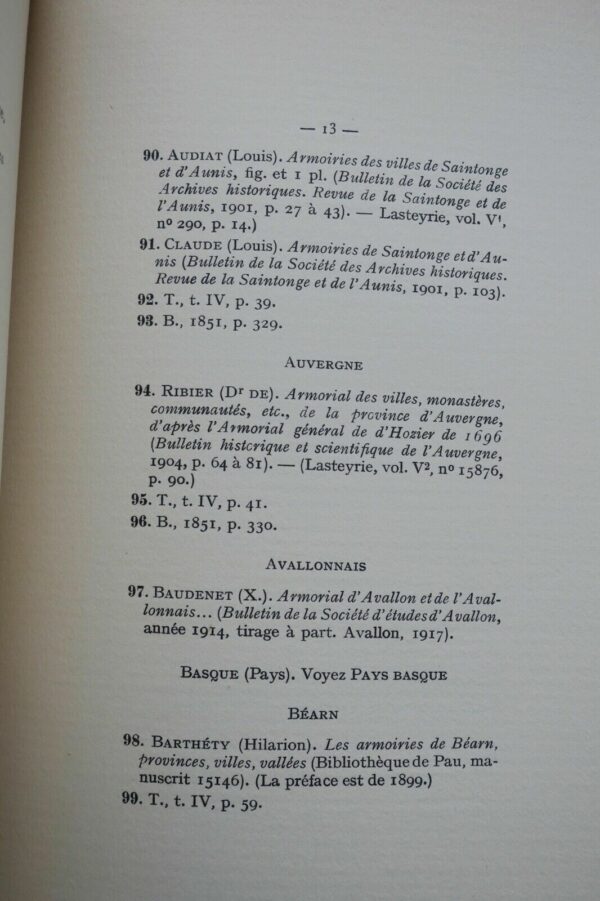 — 13 —
90. AUDIAT (Louis). Armoiries des villes de Saintonge
et d'Aunis, fig. et 1 pl. (Bulletin de la Société des
Archives historiques. Revue de la Saintonge et de
l'Aunis, 1901, p. 27 à 43). — Lasteyrie, vol. V¹,
nº 290, p. 14.)
91. CLAUDE (Louis). Armoiries de Saintonge et d'Au-
nis (Bulletin de la Société des Archives historiques.
Revue de la Saintonge et de l'Aunis, 1901, p. 103).
92. T., t. IV, p. 39.
93. B., 1851, p. 329.
AUVERGNE
94. RIBIER (Dr DE). Armorial des villes, monastères,
communautés, etc., de la province d'Auvergne,
d'après l'Armorial général de d'Hozier de 1696
(Bulletin historique et scientifique de l'Auvergne,
1904, p. 64 à 81). — (Lasteyrie, vol. V², nº 15876,
p. 90.)
95. T., t. IV, p. 41.
96. B., 1851, p. 330.
AVALLONNAIS
97. BAUDENET (X.). Armorial d'Avallon et de l'Aval-
lonnais... (Bulletin de la Société d'études d'Avallon,
année 1914, tirage à part. Avallon, 1917).
BASQUE (Pays). Voyez PAYS BASQUE
BÉARN
98. BARTHÉTY (Hilarion). Les armoiries de Béarn,
provinces, villes, vallées (Bibliothèque de Pau, ma-
nuscrit 15146). (La préface est de 1899.)
99. T., t. IV, p. 59.